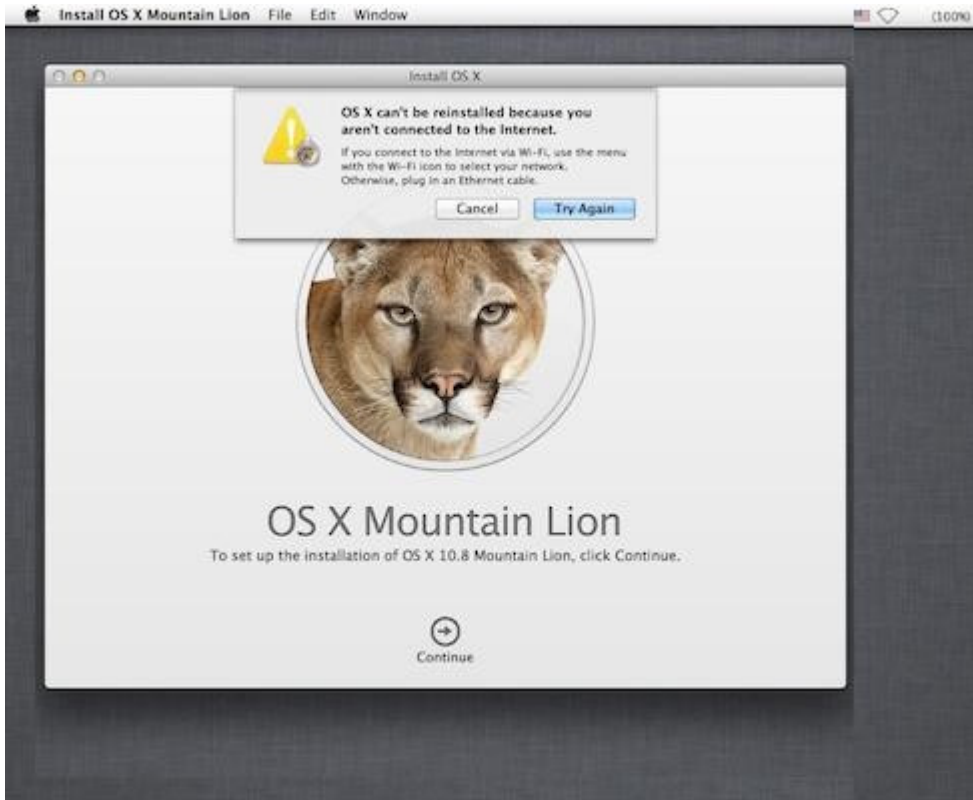 Install OS X Mountain Lion File Edit Window (100%)
Install OS X
OS X can't be reinstalled because you
aren't connected to the Internet.
If you connect to the Internet via Wi-Fi, use the menu
with the Wi-Fi icon to select your network.
Otherwise, plug in an Ethernet cable.
Cancel Try Again
OS X Mountain Lion
To set up the installation of OS X 10.8 Mountain Lion, click Continue.
Continue